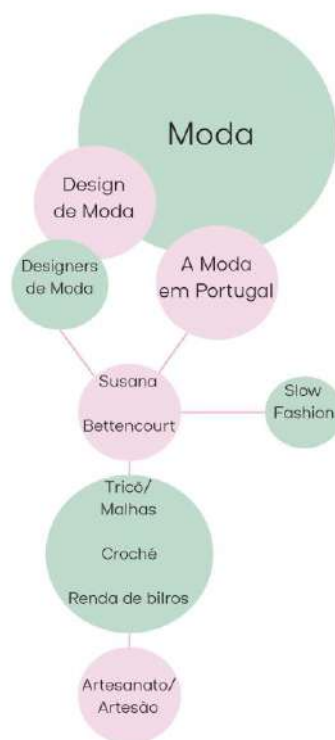 Moda
Design
de Moda
Designers
de Moda
A Moda
em Portugal
Susana
Bettencourt
Slow
Fashion
Tricô/
Malhas
Croché
Renda de bilros
Artesanato/
Artesão